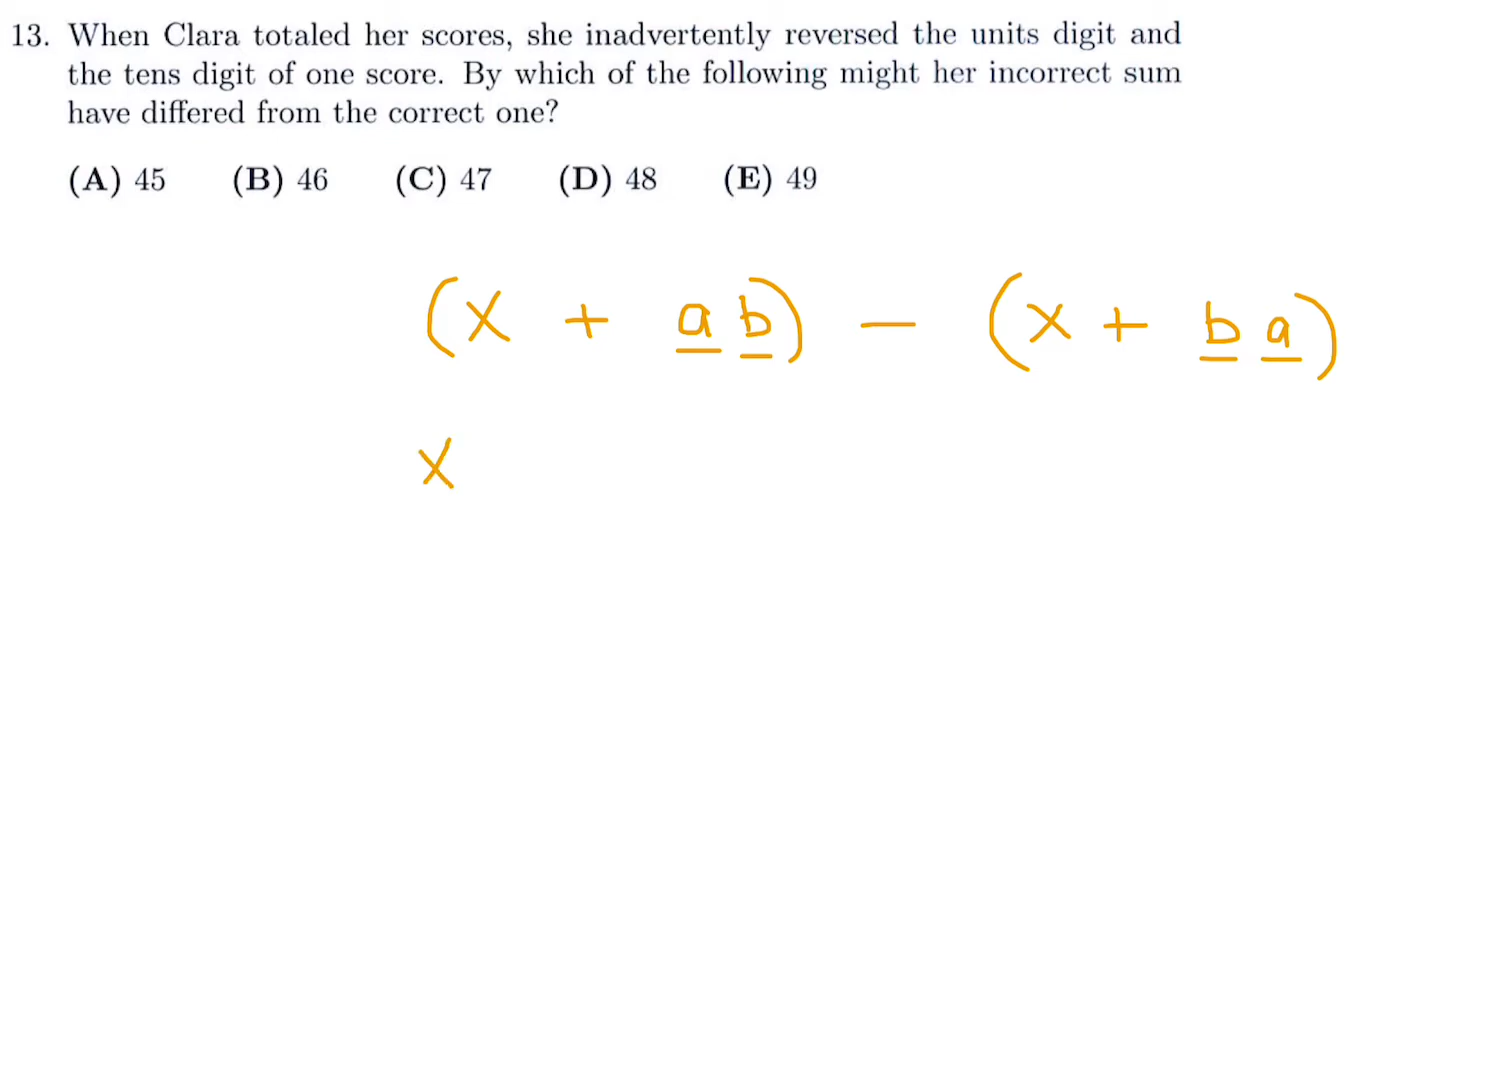 13. When Clara totaled her scores, she inadvertently reversed the units digit and
the tens digit of one score. By which of the following might her incorrect sum
have differed from the correct one?
(A) 45 (B) 46 (C) 47 (D) 48 (E) 49
(x + a b) − (x + b a)
x